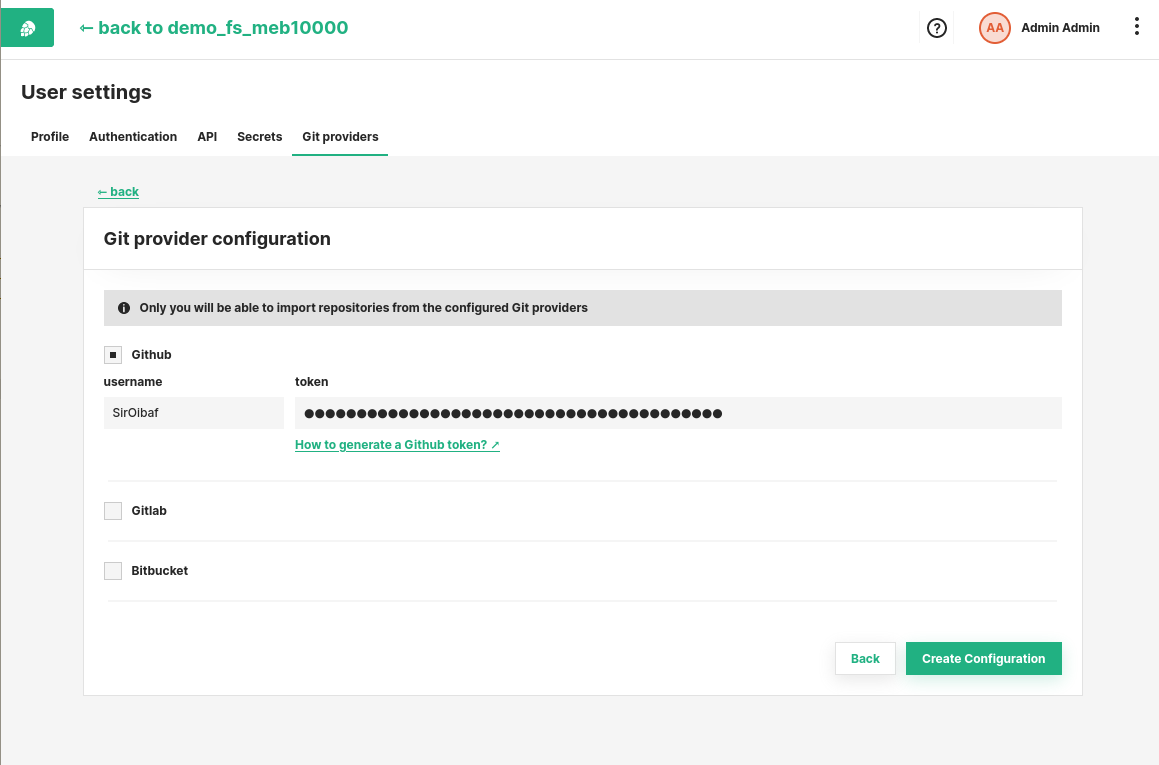 ← back to demo_fs_meb10000
? AA Admin Admin
User settings
Profile Authentication API Secrets Git providers
← back
Git provider configuration
Only you will be able to import repositories from the configured Git providers
Github
username token
SirOibaf ●●●●●●●●●●●●●●●●●●●●●●●●●●●●●●●●●●●●●●●●
How to generate a Github token? ↗
Gitlab
Bitbucket
Back Create Configuration